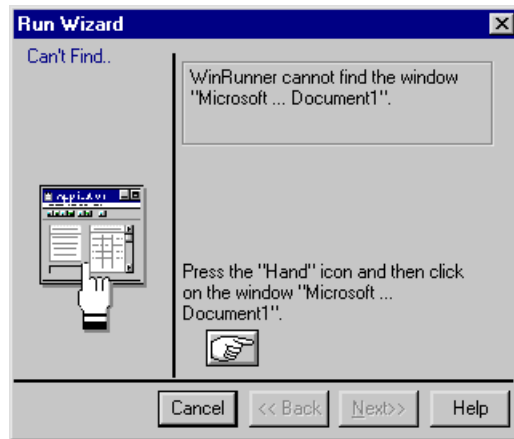 Run Wizard
Can't Find..
WinRunner cannot find the window
"Microsoft ... Document1".
Press the "Hand" icon and then click
on the window "Microsoft ...
Document1".
Cancel
<< Back
Next>>
Help